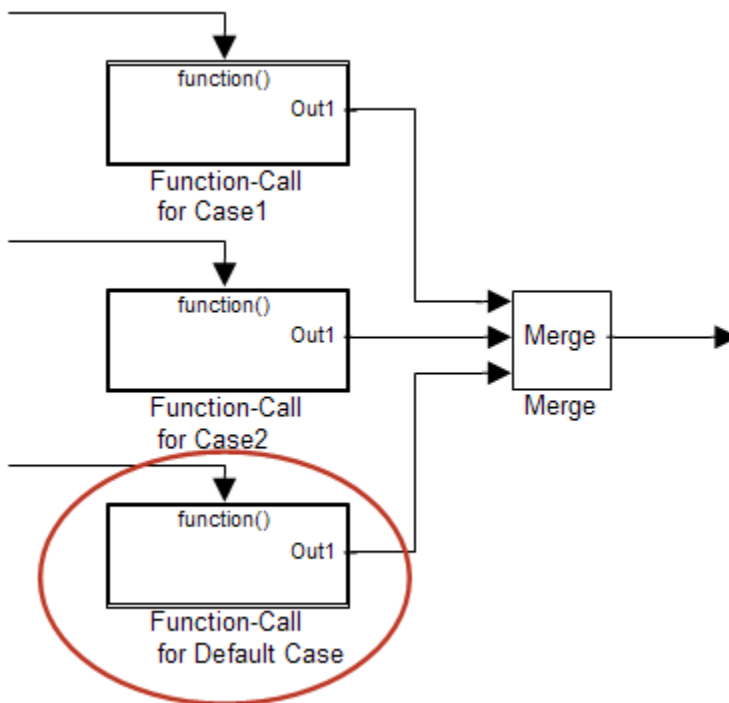 function()
Out1
Function-Call
for Case1
function()
Out1
Function-Call
for Case2
Merge
Merge
function()
Out1
Function-Call
for Default Case